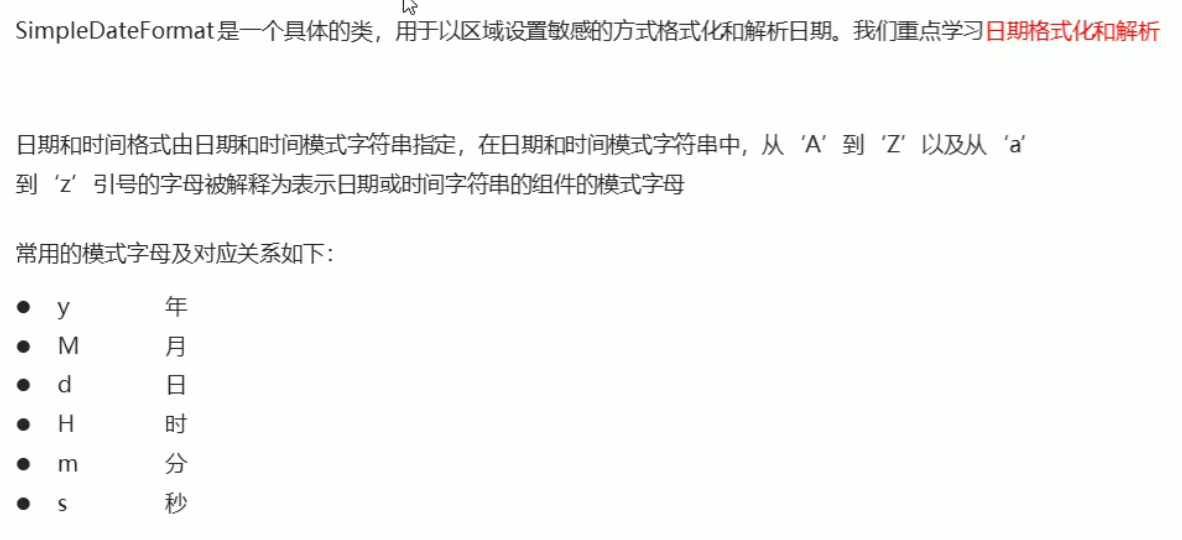 SimpleDateFormat是一个具体的类，用于以区域设置敏感的方式格式化和解析日期。我们重点学习日期格式化和解析
日期和时间格式由日期和时间模式字符串指定，在日期和时间模式字符串中，从‘A’到‘Z’以及从‘a’
到‘z’引号的字母被解释为表示日期或时间字符串的组件的模式字母
常用的模式字母及对应关系如下：
● y 年
● M 月
● d 日
● H 时
● m 分
● s 秒